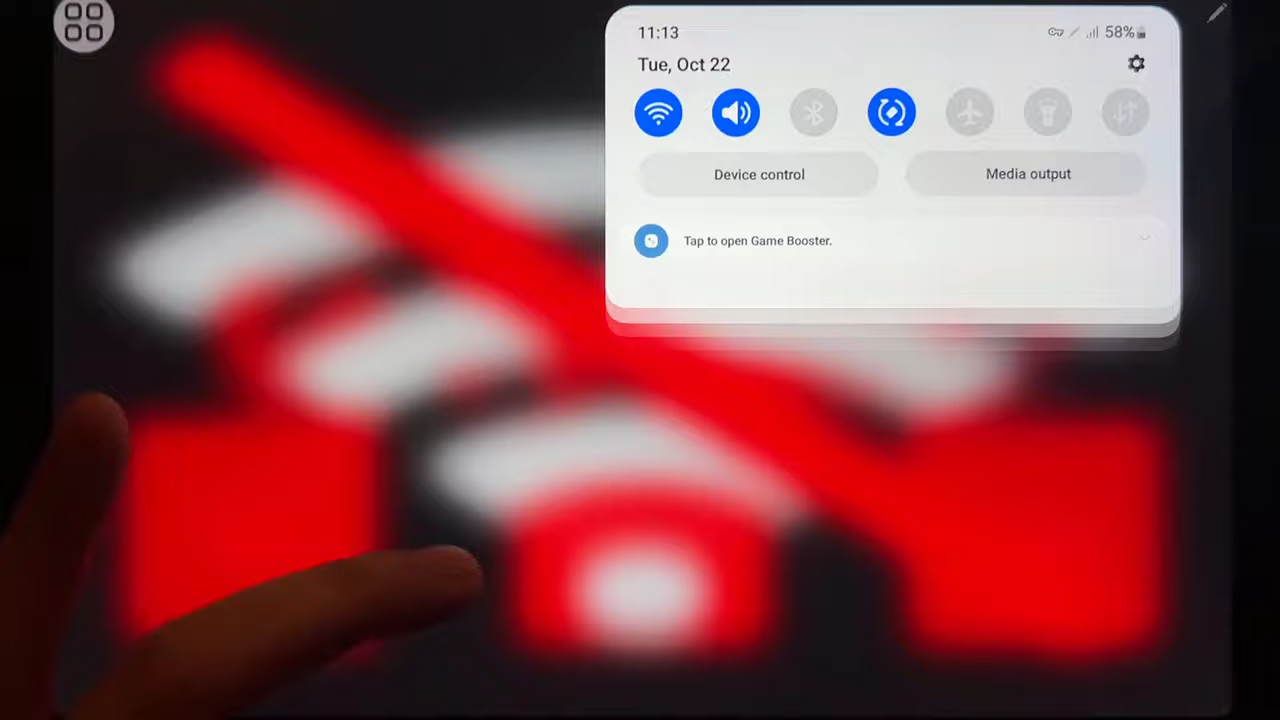 11:13
58%
Tue, Oct 22
Device control
Media output
Tap to open Game Booster.